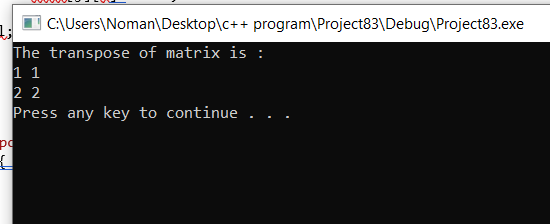 C:\Users\Noman\Desktop\c++ program\Project83\Debug\Project83.exe
The transpose of matrix is :
1 1
2 2
Press any key to continue . . .
{